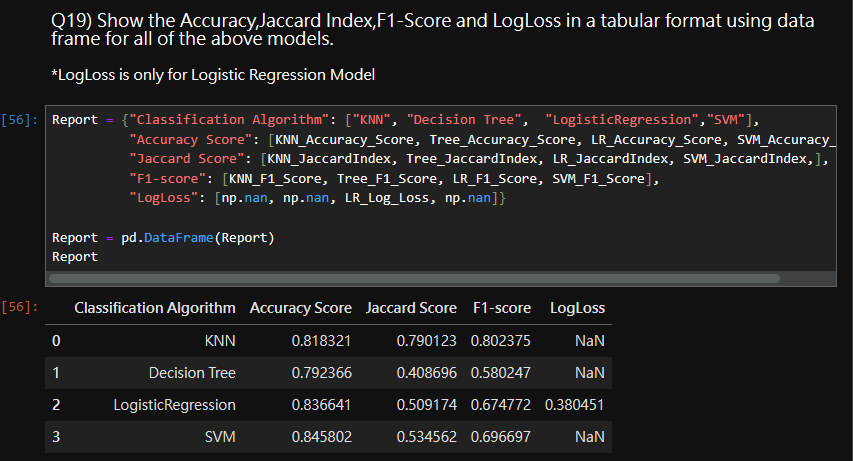 Q19) Show the Accuracy,Jaccard Index,F1-Score and LogLoss in a tabular format using data
frame for all of the above models.
*LogLoss is only for Logistic Regression Model
[56]: Report = {"Classification Algorithm": ["KNN", "Decision Tree",  "LogisticRegression","SVM"],
"Accuracy Score": [KNN_Accuracy_Score, Tree_Accuracy_Score, LR_Accuracy_Score, SVM_Accuracy_
"Jaccard Score": [KNN_JaccardIndex, Tree_JaccardIndex, LR_JaccardIndex, SVM_JaccardIndex,],
"F1-score": [KNN_F1_Score, Tree_F1_Score, LR_F1_Score, SVM_F1_Score],
"LogLoss": [np.nan, np.nan, LR_Log_Loss, np.nan]}
Report = pd.DataFrame(Report)
Report
[56]: Classification Algorithm Accuracy Score Jaccard Score F1-score LogLoss
0 KNN 0.818321 0.790123 0.802375 NaN
1 Decision Tree 0.792366 0.408696 0.580247 NaN
2 LogisticRegression 0.836641 0.509174 0.674772 0.380451
3 SVM 0.845802 0.534562 0.696697 NaN